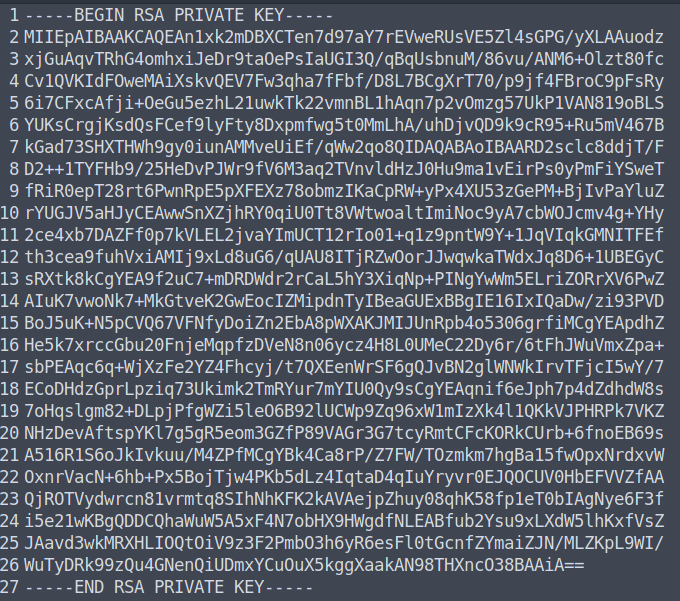 1 -----BEGIN RSA PRIVATE KEY-----
2 MIIEpAIBAAKCAQEAn1xk2mDBXCTen7d97aY7rEVweRUsVE5Zl4sGPG/yXLAAuodz
3 xjGuAqvTRhG4omhxiJeDr9taOePsIaUGI3Q/qBqUsbnuM/86vu/ANM6+Olzt80fc
4 Cv1QVKIdFOweMAiXskvQEV7Fw3qha7fFbf/D8L7BCgXrT70/p9jf4FBroC9pFsRy
5 6i7CFxcAfji+OeGu5ezhL21uwkTk22vmnBL1hAqn7p2vOmzg57UkP1VAN819oBLS
6 YUKsCrgjKsdQsFCef9lyFty8Dxpmfwg5t0MmLhA/uhDjvQD9k9cR95+Ru5mV467B
7 kGad73SHXTHWh9gy0iunAMMveUiEf/qWw2qo8QIDAQABAoIBAARD2sclc8ddjT/F
8 D2++1TYFHb9/25HeDvPJWr9fV6M3aq2TVnvldHzJ0Hu9ma1vEirPs0yPmFiYSweT
9 fRiR0epT28rt6PwnRpE5pXFEXz78obmzIKaCpRW+yPx4XU53zGePM+BjIvPaYluZ
10 rYUGJV5aHJyCEAwwSnXZjhRY0qiU0Tt8VWtwoaltImiNoc9yA7cbWOJcmv4g+YHy
11 2ce4xb7DAZFf0p7kVLEL2jvaYImUCT12rIo01+q1z9pntW9Y+1JqVIqkGMNITFEf
12 th3cea9fuhVxiAMIj9xLd8uG6/qUAU8ITjRZwOorJJwqwkaTWdxJq8D6+1UBEGyC
13 sRXtk8kCgYEA9f2uC7+mDRDWdr2rCaL5hY3XiqNp+PINgYwWm5ELriZORrXV6PwZ
14 AIuK7vwoNk7+MkGtveK2GwEocIZMipdnTyIBeaGUExBBgIE16IxIQaDw/zi93PVD
15 BoJ5uK+N5pCVQ67VFNfyDoiZn2EbA8pWXAKJMIJUnRpb4o5306grfiMCgYEApdhZ
16 He5k7xrccGbu20FnjeMqpfzDVeN8n06ycz4H8L0UMeC22Dy6r/6tFhJWuVmxZpa+
17 sbPEAqc6q+WjXzFe2YZ4Fhcyj/t7QXEenWrSF6gQJvBN2glWNWkIrvTFjcI5wY/7
18 ECoDHdzGprLpziq73Ukimk2TmRYur7mYIU0Qy9sCgYEAqnif6eJph7p4dZdhdW8s
19 7oHqslgm82+DLpjPfgWZi5leO6B92lUCWp9Zq96xW1mIzXk4l1QKkVJPHRPk7VKZ
20 NHzDevAftspYKl7g5gR5eom3GZfP89VAGr3G7tcyRmtCFcKORkCUrb+6fnoEB69s
21 A516R1S6oJkIvkuu/M4ZPfMCgYBk4Ca8rP/Z7FW/TOzmkm7hgBa15fwOpxNrdxvW
22 OxnrVacN+6hb+Px5BojTjw4PKb5dLz4IqtaD4qIuYryvr0EJQOCUV0HbEFVVZfAA
23 QjROTVydwrcn81vrmtq8SIhNhKFK2kAVAejpZhuy08qhK58fp1eT0bIAgNye6F3f
24 i5e21wKBgQDDCQhaWuW5A5xF4N7obHX9HWgdfNLEABfub2Ysu9xLXdW5lhKxfVsZ
25 JAavd3wkMRXHLIOQtOiV9z3F2PmbO3h6yR6esFl0tGcnfZYmaiZJN/MLZKpL9WI/
26 WuTyDRk99zQu4GNenQiUDmxYCuOuX5kggXaakAN98THXncO38BAAiA==
27 -----END RSA PRIVATE KEY-----